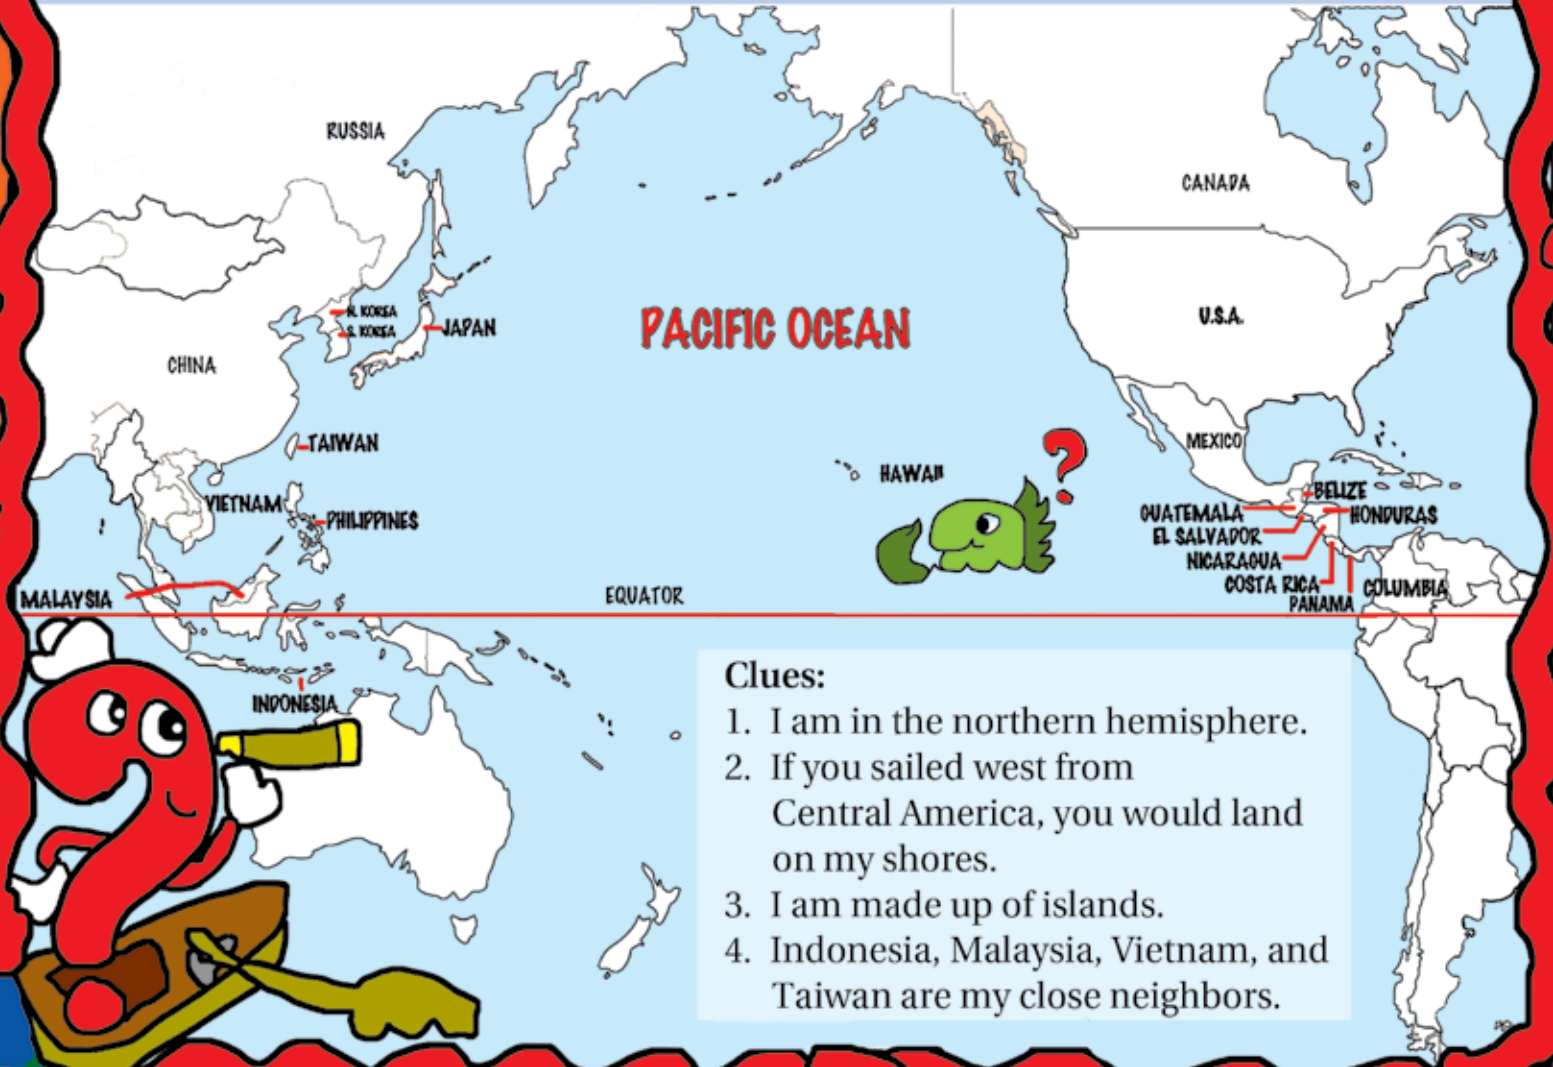 RUSSIA
CANADA
N. KOREA
S. KOREA
JAPAN
PACIFIC OCEAN
U.S.A.
CHINA
TAIWAN
MEXICO
HAWAII
?
VIETNAM
PHILIPPINES
BELIZE
GUATEMALA
HONDURAS
EL SALVADOR
NICARAGUA
COSTA RICA
COLUMBIA
PANAMA
MALAYSIA
EQUATOR
INDONESIA
Clues:
1. I am in the northern hemisphere.
2. If you sailed west from
Central America, you would land
on my shores.
3. I am made up of islands.
4. Indonesia, Malaysia, Vietnam, and
Taiwan are my close neighbors.